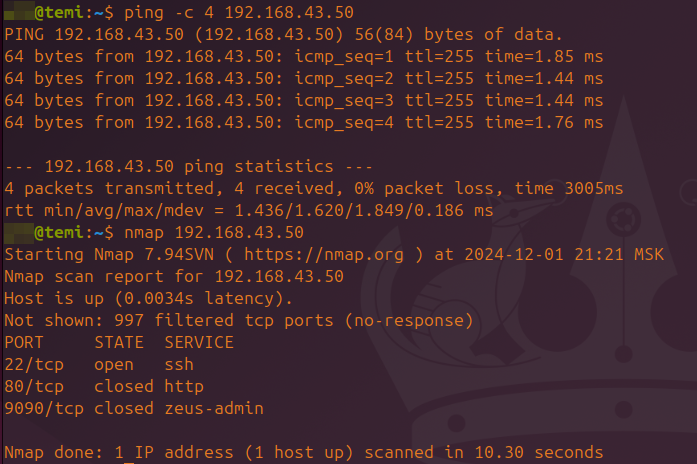 @temi:~$ ping -c 4 192.168.43.50
PING 192.168.43.50 (192.168.43.50) 56(84) bytes of data.
64 bytes from 192.168.43.50: icmp_seq=1 ttl=255 time=1.85 ms
64 bytes from 192.168.43.50: icmp_seq=2 ttl=255 time=1.44 ms
64 bytes from 192.168.43.50: icmp_seq=3 ttl=255 time=1.44 ms
64 bytes from 192.168.43.50: icmp_seq=4 ttl=255 time=1.76 ms

--- 192.168.43.50 ping statistics ---
4 packets transmitted, 4 received, 0% packet loss, time 3005ms
rtt min/avg/max/mdev = 1.436/1.620/1.849/0.186 ms
@temi:~$ nmap 192.168.43.50
Starting Nmap 7.94SVN ( https://nmap.org ) at 2024-12-01 21:21 MSK
Nmap scan report for 192.168.43.50
Host is up (0.0034s latency).
Not shown: 997 filtered tcp ports (no-response)
PORT     STATE  SERVICE
22/tcp   open   ssh
80/tcp   closed http
9090/tcp closed zeus-admin

Nmap done: 1 IP address (1 host up) scanned in 10.30 seconds